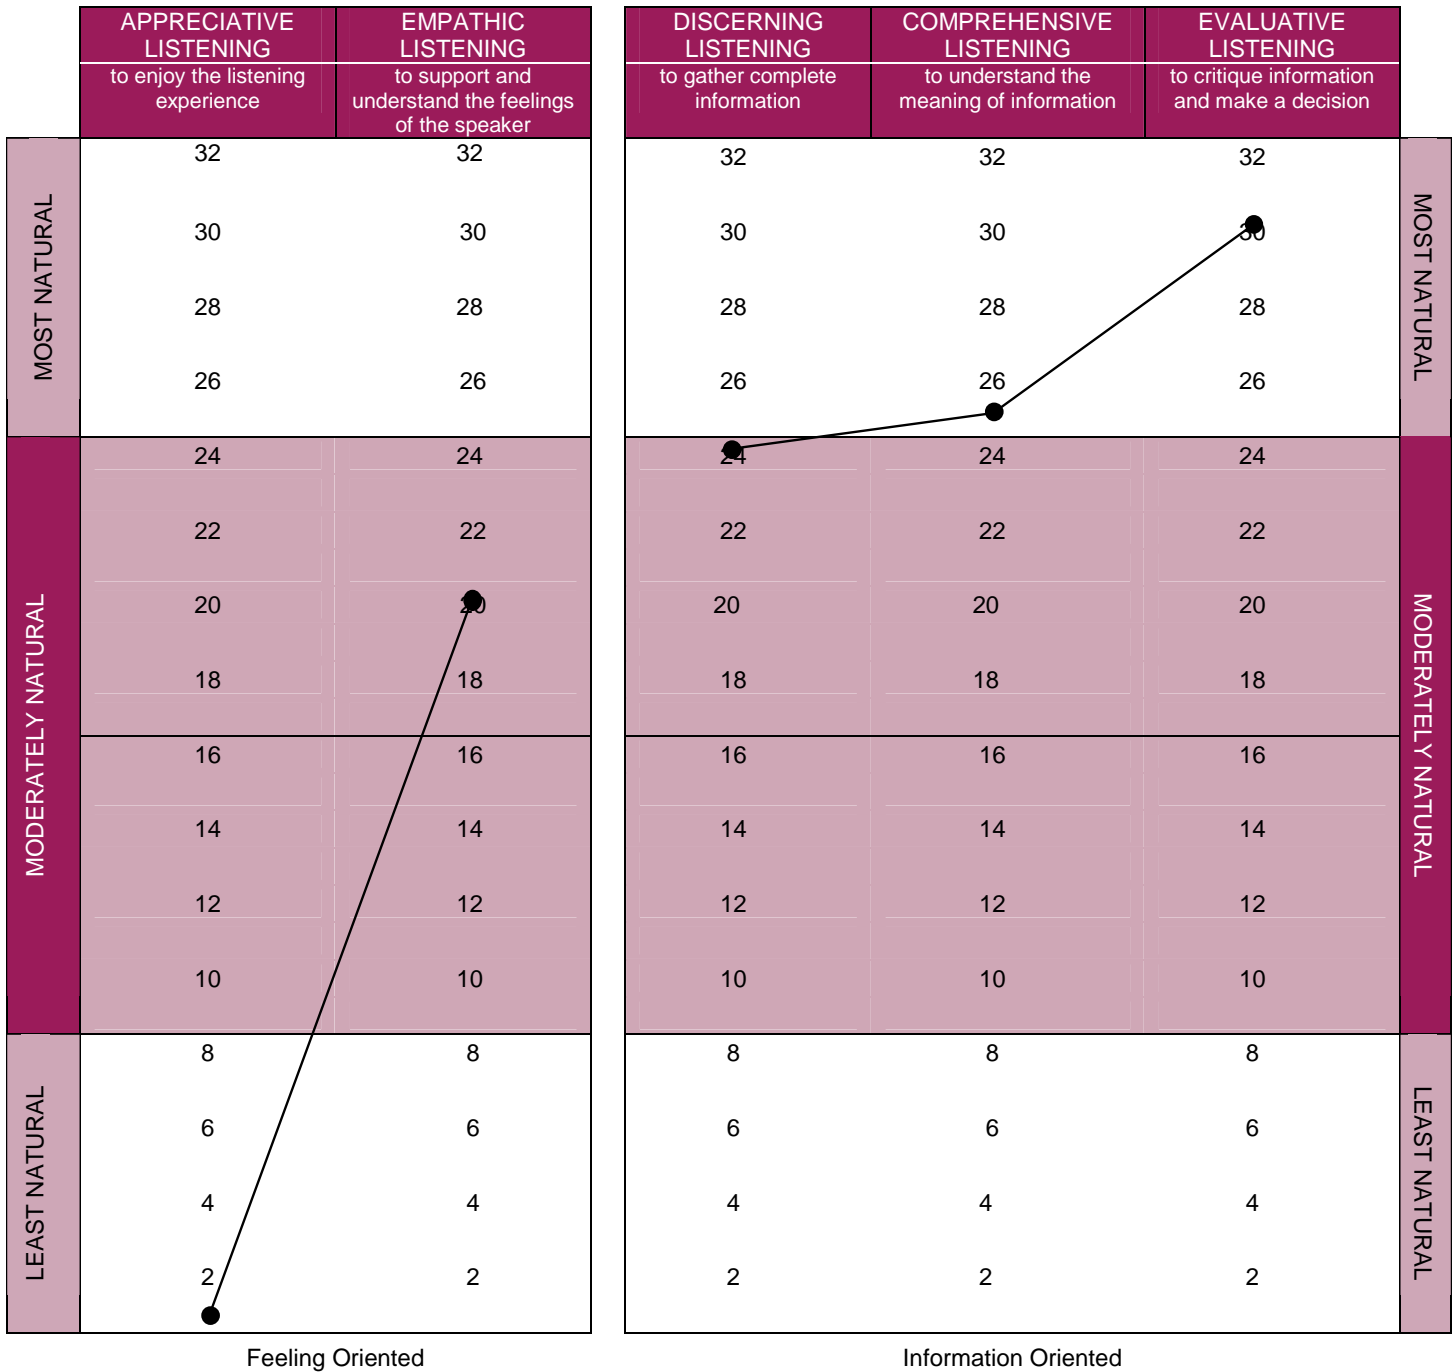 APPRECIATIVE LISTENING
to enjoy the listening experience
EMPATHIC LISTENING
to support and understand the feelings of the speaker
DISCERNING LISTENING
to gather complete information
COMPREHENSIVE LISTENING
to understand the meaning of information
EVALUATIVE LISTENING
to critique information and make a decision
MOST NATURAL
32 32 32 32 32
30 30 30 30 30
28 28 28 28 28
26 26 26 26 26
MOST NATURAL
MODERATELY NATURAL
24 24 24 24 24
22 22 22 22 22
20 20 20 20 20
18 18 18 18 18
16 16 16 16 16
14 14 14 14 14
12 12 12 12 12
10 10 10 10 10
MODERATELY NATURAL
LEAST NATURAL
8 8 8 8 8
6 6 6 6 6
4 4 4 4 4
2 2 2 2 2
LEAST NATURAL
Feeling Oriented
Information Oriented